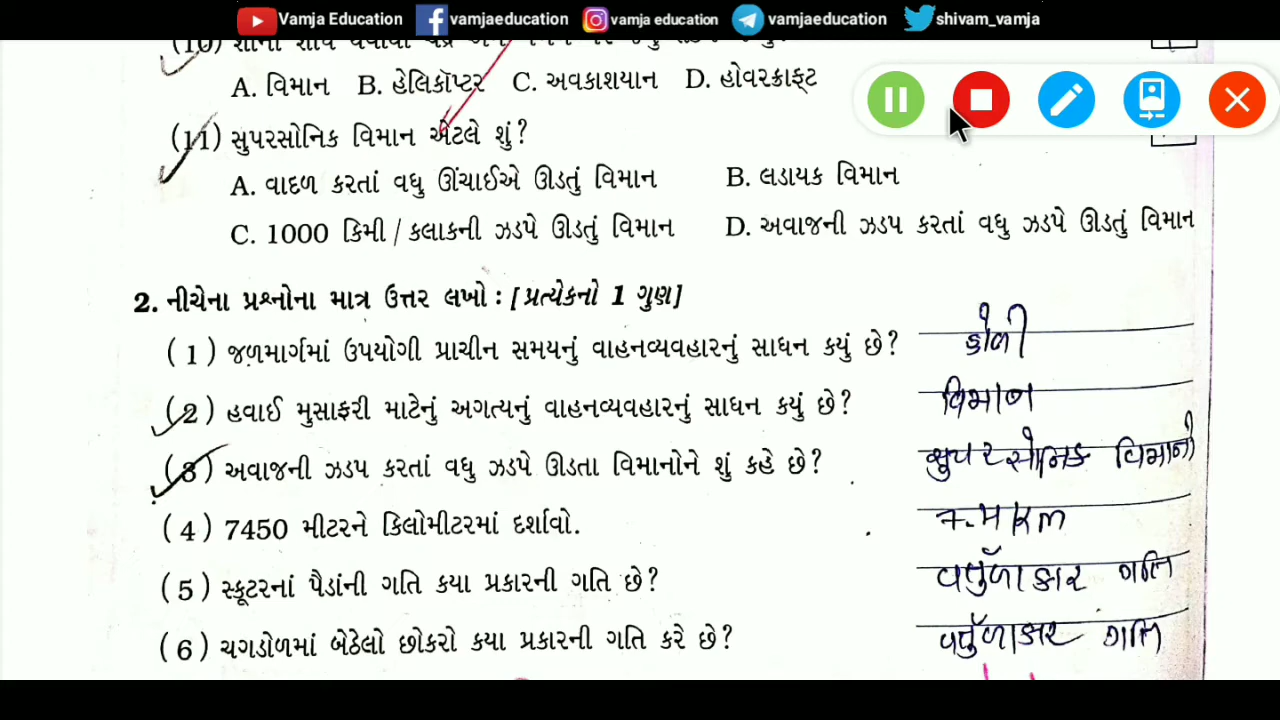 Vamja Education vamjaeducation vamja education vamjaeducation shivam_vamja
A. વિમાન B. હેલિકૉપ્ટર C. અવકાશયાન D. હોવરક્રાફ્ટ
(11) સુપરસોનિક વિમાન એટલે શું?
A. વાદળ કરતાં વધુ ઊંચાઈએ ઊડતું વિમાન B. લડાયક વિમાન
C. 1000 કિમી / કલાકની ઝડપે ઊડતું વિમાન D. અવાજની ઝડપ કરતાં વધુ ઝડપે ઊડતું વિમાન
2. નીચેના પ્રશ્નોના માત્ર ઉત્તર લખો : [પ્રત્યેકનો 1 ગુણ]
(1) જળમાર્ગમાં ઉપયોગી પ્રાચીન સમયનું વાહનવ્યવહારનું સાધન કયું છે? હોળી
(2) હવાઈ મુસાફરી માટેનું અગત્યનું વાહનવ્યવહારનું સાધન કયું છે? વિમાન
(3) અવાજની ઝડપ કરતાં વધુ ઝડપે ઊડતા વિમાનોને શું કહે છે? સુપરસોનિક વિમાનો
(4) 7450 મીટરને કિલોમીટરમાં દર્શાવો.
(5) સ્કૂટરનાં પૈડાંની ગતિ કયા પ્રકારની ગતિ છે? વર્તુળાકાર ગતિ
(6) ચગડોળમાં બેઠેલો છોકરો કયા પ્રકારની ગતિ કરે છે? વર્તુળાકાર ગતિ